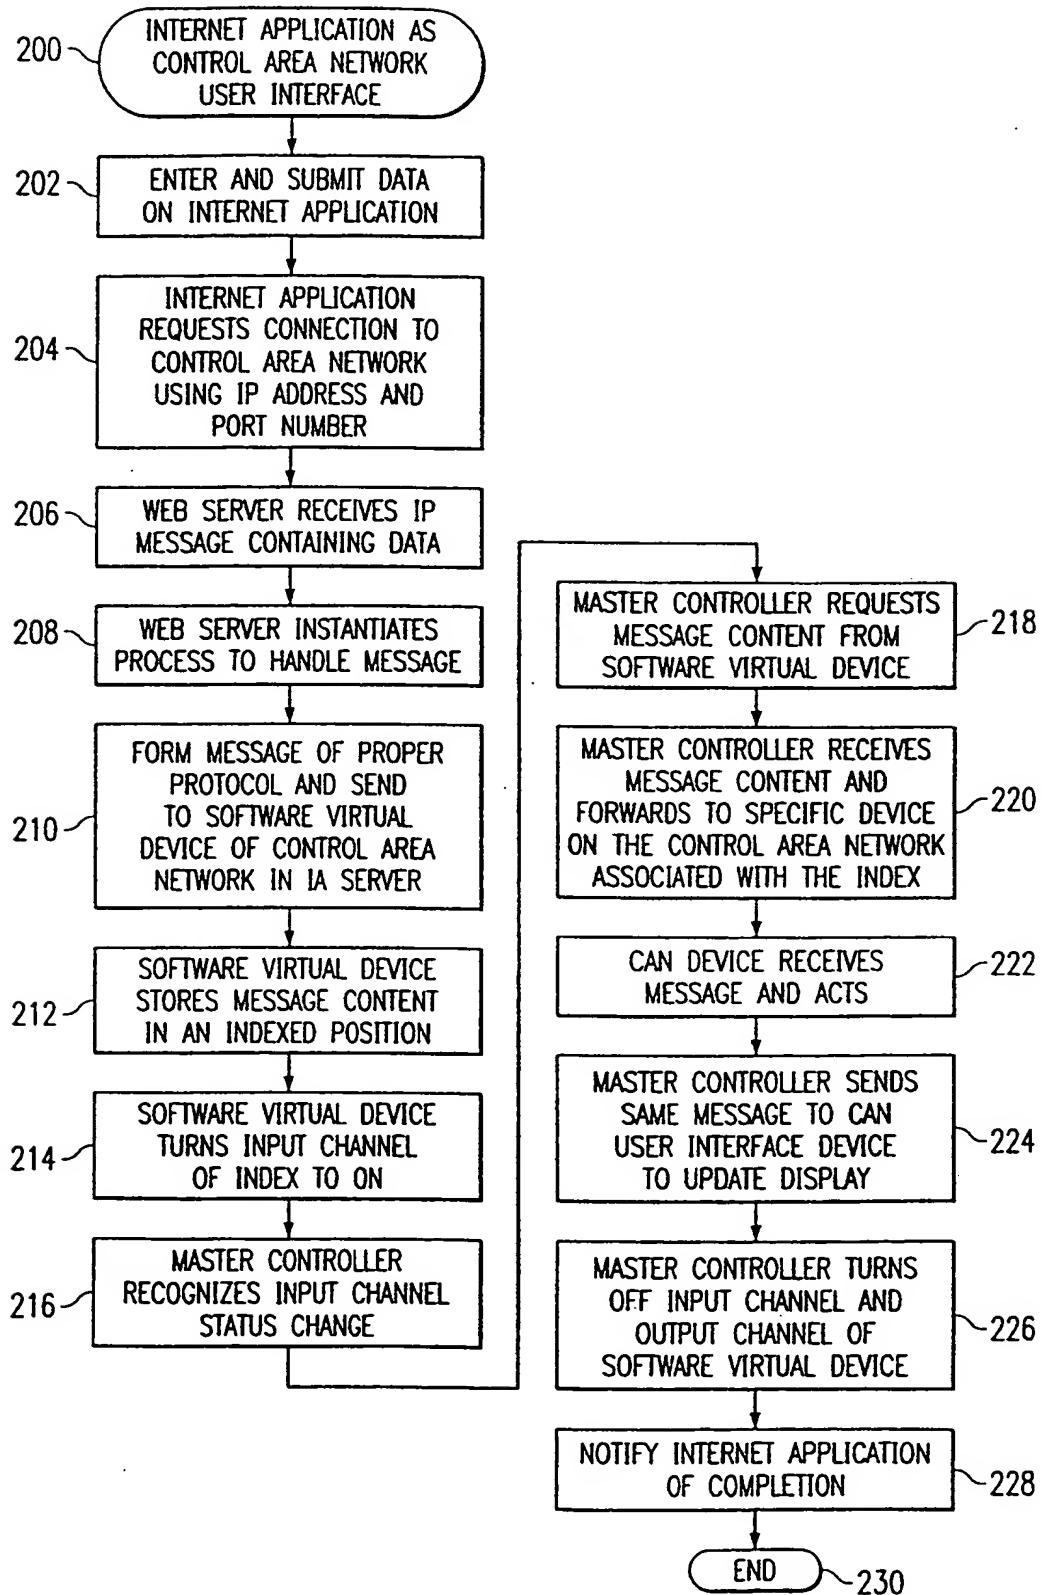 200
INTERNET APPLICATION AS
CONTROL AREA NETWORK
USER INTERFACE
202
ENTER AND SUBMIT DATA
ON INTERNET APPLICATION
204
INTERNET APPLICATION
REQUESTS CONNECTION TO
CONTROL AREA NETWORK
USING IP ADDRESS AND
PORT NUMBER
206
WEB SERVER RECEIVES IP
MESSAGE CONTAINING DATA
208
WEB SERVER INSTANTIATES
PROCESS TO HANDLE MESSAGE
210
FORM MESSAGE OF PROPER
PROTOCOL AND SEND
TO SOFTWARE VIRTUAL
DEVICE OF CONTROL AREA
NETWORK IN IA SERVER
212
SOFTWARE VIRTUAL DEVICE
STORES MESSAGE CONTENT
IN AN INDEXED POSITION
214
SOFTWARE VIRTUAL DEVICE
TURNS INPUT CHANNEL
OF INDEX TO ON
216
MASTER CONTROLLER
RECOGNIZES INPUT CHANNEL
STATUS CHANGE
MASTER CONTROLLER REQUESTS
MESSAGE CONTENT FROM
SOFTWARE VIRTUAL DEVICE
218
MASTER CONTROLLER RECEIVES
MESSAGE CONTENT AND
FORWARDS TO SPECIFIC DEVICE
ON THE CONTROL AREA NETWORK
ASSOCIATED WITH THE INDEX
220
CAN DEVICE RECEIVES
MESSAGE AND ACTS
222
MASTER CONTROLLER SENDS
SAME MESSAGE TO CAN
USER INTERFACE DEVICE
TO UPDATE DISPLAY
224
MASTER CONTROLLER TURNS
OFF INPUT CHANNEL AND
OUTPUT CHANNEL OF
SOFTWARE VIRTUAL DEVICE
226
NOTIFY INTERNET APPLICATION
OF COMPLETION
228
END
230